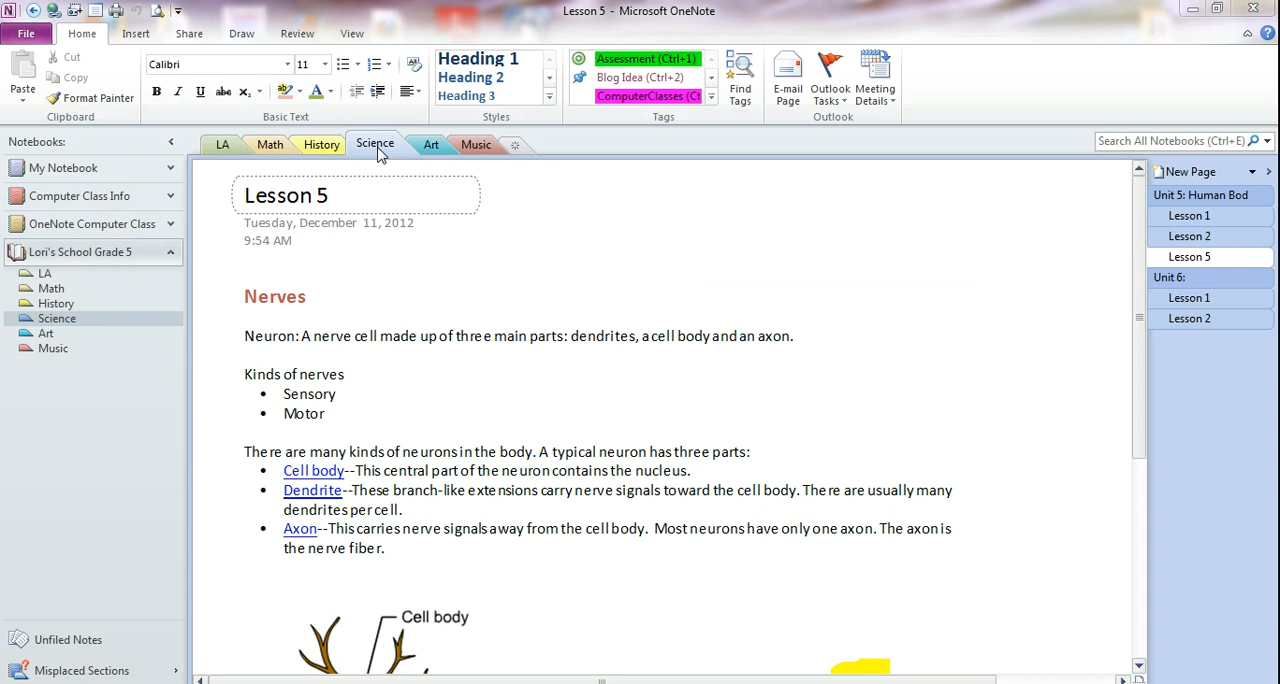 Lesson 5 - Microsoft OneNote
File Home Insert Share Draw Review View
Paste
Cut
Copy
Format Painter
Clipboard
Calibri 11
B I U abc X₂ A
Basic Text
Heading 1
Heading 2
Heading 3
Styles
Assessment (Ctrl+1)
Blog Idea (Ctrl+2)
ComputerClasses (Ct
Tags
Find Tags
E-mail Page
Outlook Tasks
Meeting Details
Outlook
Notebooks:
My Notebook
Computer Class Info
OneNote Computer Class
Lori's School Grade 5
LA
Math
History
Science
Art
Music
Unfiled Notes
Misplaced Sections
LA Math History Science Art Music
Search All Notebooks (Ctrl+E)
Lesson 5
Tuesday, December 11, 2012
9:54 AM
Nerves
Neuron: A nerve cell made up of three main parts: dendrites, a cell body and an axon.
Kinds of nerves
• Sensory
• Motor
There are many kinds of neurons in the body. A typical neuron has three parts:
• Cell body--This central part of the neuron contains the nucleus.
• Dendrite--These branch-like extensions carry nerve signals toward the cell body. There are usually many
dendrites per cell.
• Axon--This carries nerve signals away from the cell body. Most neurons have only one axon. The axon is
the nerve fiber.
Cell body
New Page
Unit 5: Human Bod
Lesson 1
Lesson 2
Lesson 5
Unit 6:
Lesson 1
Lesson 2